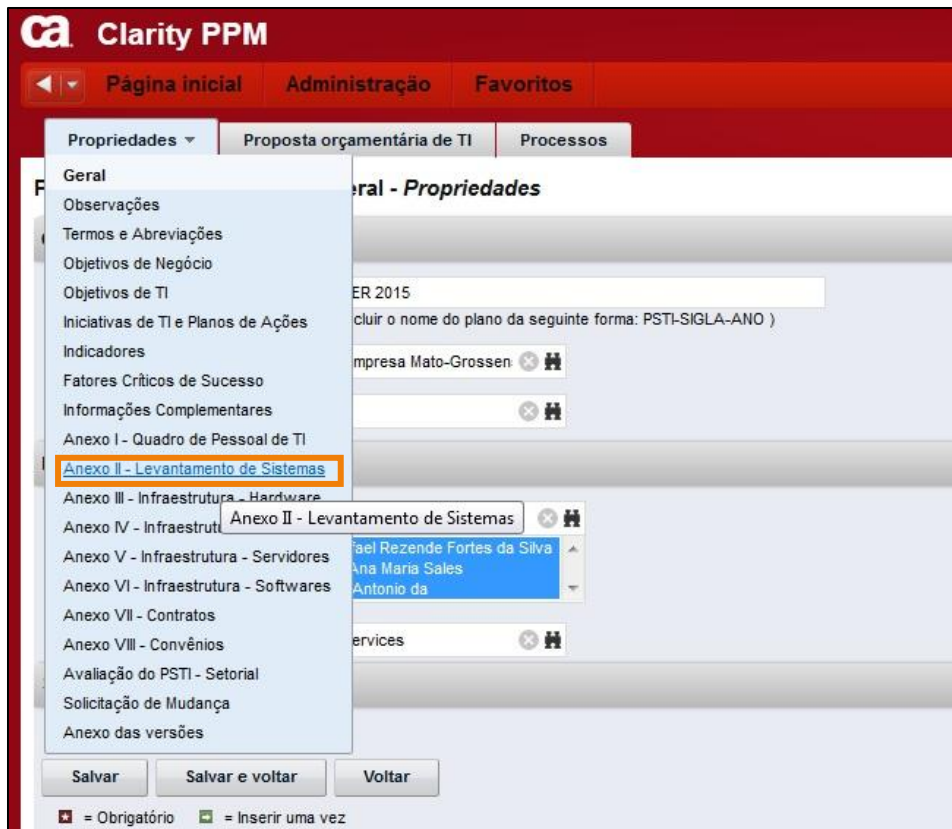 ca Clarity PPM
Página inicial Administração Favoritos
Propriedades Proposta orçamentária de TI Processos
Geral
eral - Propriedades
Observações
Termos e Abreviações
Objetivos de Negócio
Objetivos de TI
ER 2015
Iniciativas de TI e Planos de Ações
cluir o nome do plano da seguinte forma: PSTI-SIGLA-ANO )
Indicadores
mpresa Mato-Grossen
Fatores Críticos de Sucesso
Informações Complementares
Anexo I - Quadro de Pessoal de TI
Anexo II - Levantamento de Sistemas
Anexo III - Infraestrutura - Hardware
Anexo II - Levantamento de Sistemas
Anexo IV - Infraestrut
Anexo V - Infraestrutura - Servidores
fael Rezende Fortes da Silva
Ana Maria Sales
Anexo VI - Infraestrutura - Softwares
Antonio da
Anexo VII - Contratos
Anexo VIII - Convênios
ervices
Avaliação do PSTI - Setorial
Solicitação de Mudança
Anexo das versões
Salvar Salvar e voltar Voltar
= Obrigatório = Inserir uma vez